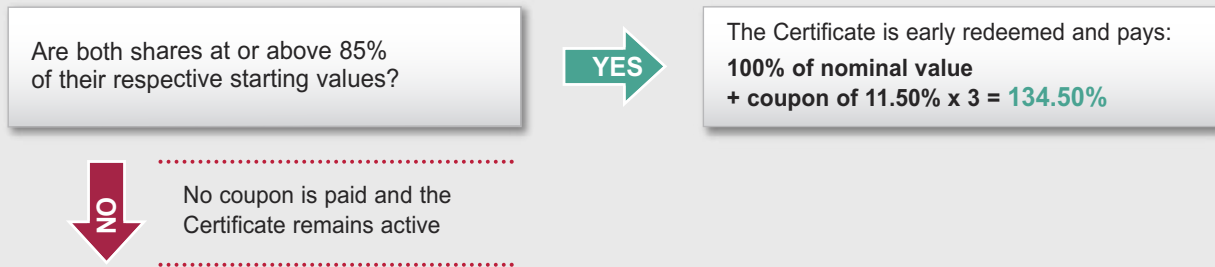 Are both shares at or above 85%
of their respective starting values?
YES
The Certificate is early redeemed and pays:
100% of nominal value
+ coupon of 11.50% x 3 = 134.50%
NO
No coupon is paid and the
Certificate remains active